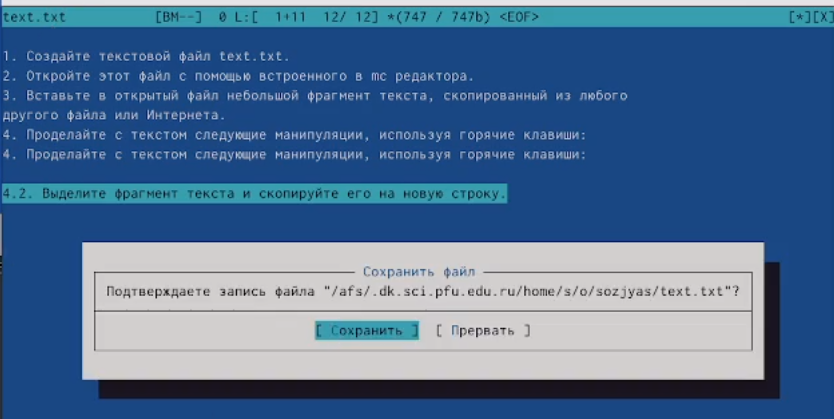 text.txt [BM--] 0 L:[ 1+11 12/ 12] *(747 / 747b) <EOF> [*][X]
1. Создайте текстовой файл text.txt.
2. Откройте этот файл с помощью встроенного в mc редактора.
3. Вставьте в открытый файл небольшой фрагмент текста, скопированный из любого
другого файла или Интернета.
4. Проделайте с текстом следующие манипуляции, используя горячие клавиши:
4. Проделайте с текстом следующие манипуляции, используя горячие клавиши:
4.2. Выделите фрагмент текста и скопируйте его на новую строку.
Сохранить файл
Подтверждаете запись файла "/afs/.dk.sci.pfu.edu.ru/home/s/o/sozjyas/text.txt"?
[ Сохранить ] [ Прервать ]